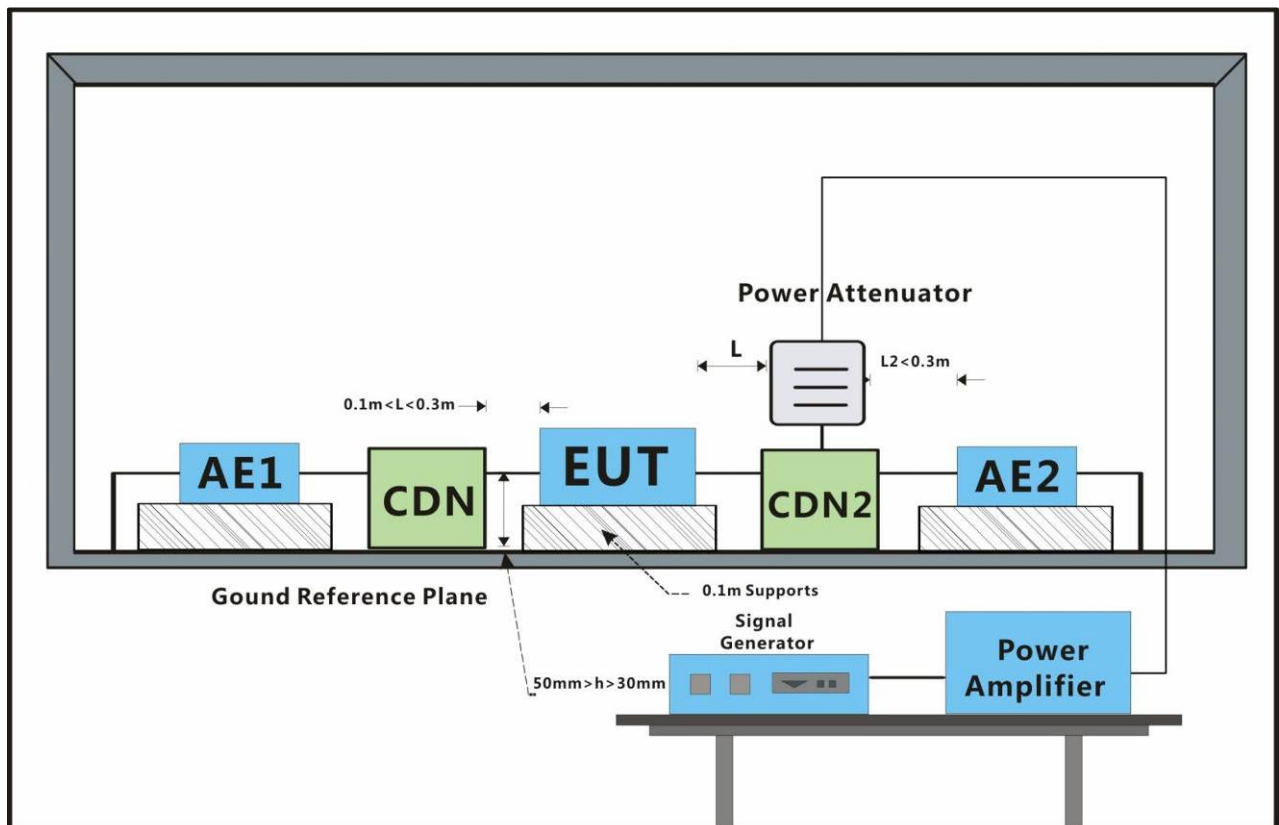 Power Attenuator
L
L2<0.3m
0.1m<L<0.3m
AE1
CDN
EUT
CDN2
AE2
Gound Reference Plane
0.1m Supports
Signal
Generator
50mm>h>30mm
Power
Amplifier